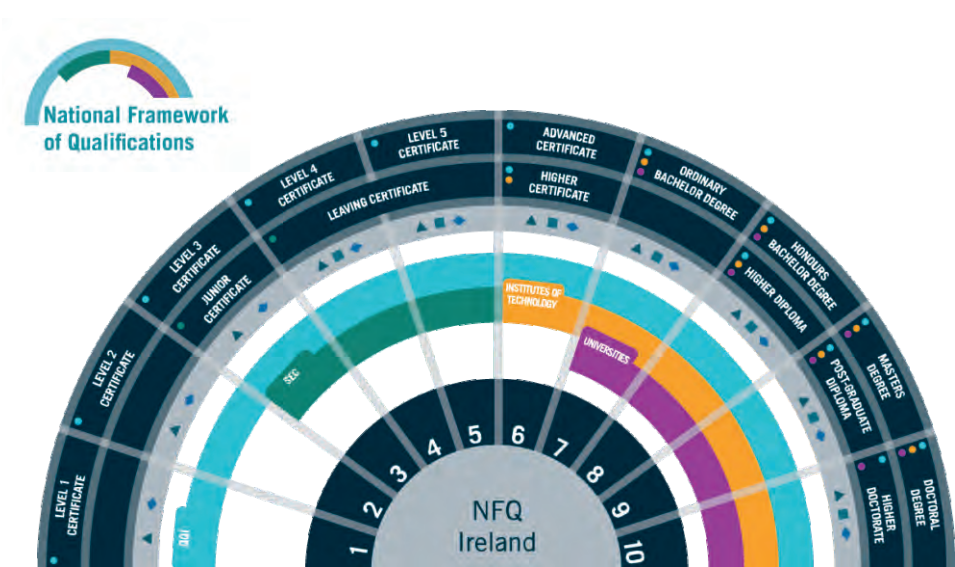 National Framework
of Qualifications
LEVEL 1
CERTIFICATE
LEVEL 2
CERTIFICATE
LEVEL 3
CERTIFICATE
JUNIOR
CERTIFICATE
LEVEL 4
CERTIFICATE
LEVEL 5
CERTIFICATE
LEAVING CERTIFICATE
ADVANCED
CERTIFICATE
HIGHER
CERTIFICATE
ORDINARY
BACHELOR DEGREE
HONOURS
BACHELOR DEGREE
HIGHER DIPLOMA
MASTERS
DEGREE
POST-GRADUATE
DIPLOMA
DOCTORAL
DEGREE
HIGHER
DOCTORATE
QQI
SEC
INSTITUTES OF
TECHNOLOGY
UNIVERSITIES
1
2
3
4
5
6
7
8
9
10
NFQ
Ireland